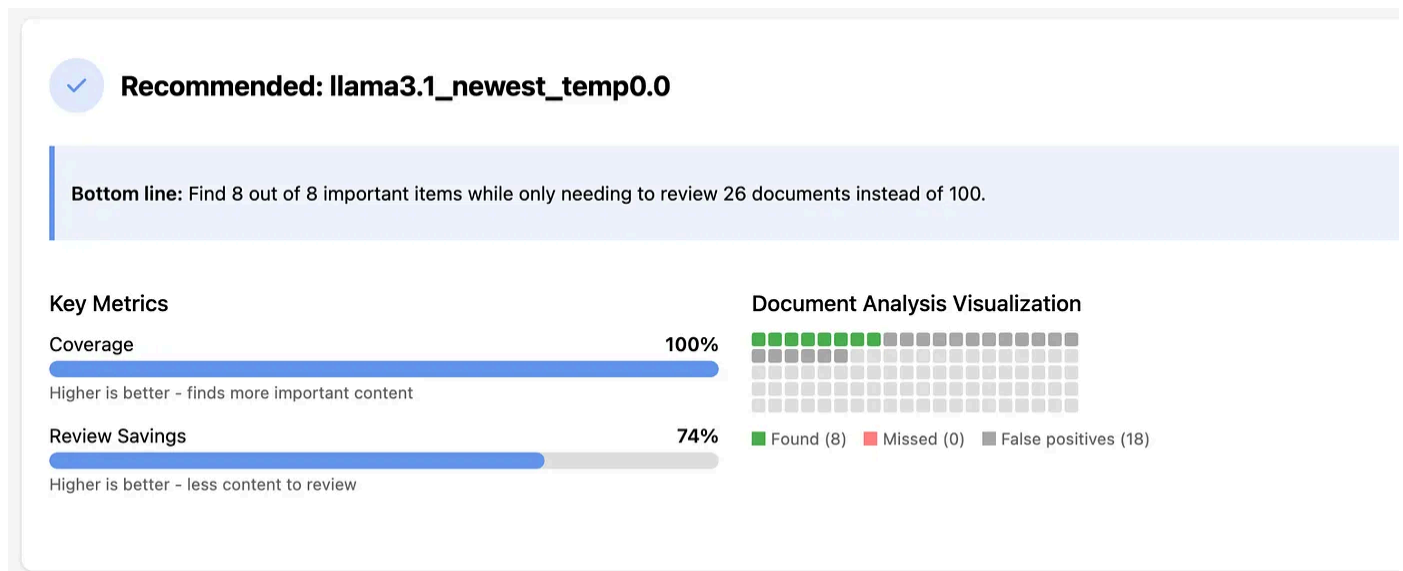 Recommended: llama3.1_newest_temp0.0
Bottom line: Find 8 out of 8 important items while only needing to review 26 documents instead of 100.
Key Metrics
Coverage 100%
Higher is better - finds more important content
Review Savings 74%
Higher is better - less content to review
Document Analysis Visualization
Found (8) Missed (0) False positives (18)